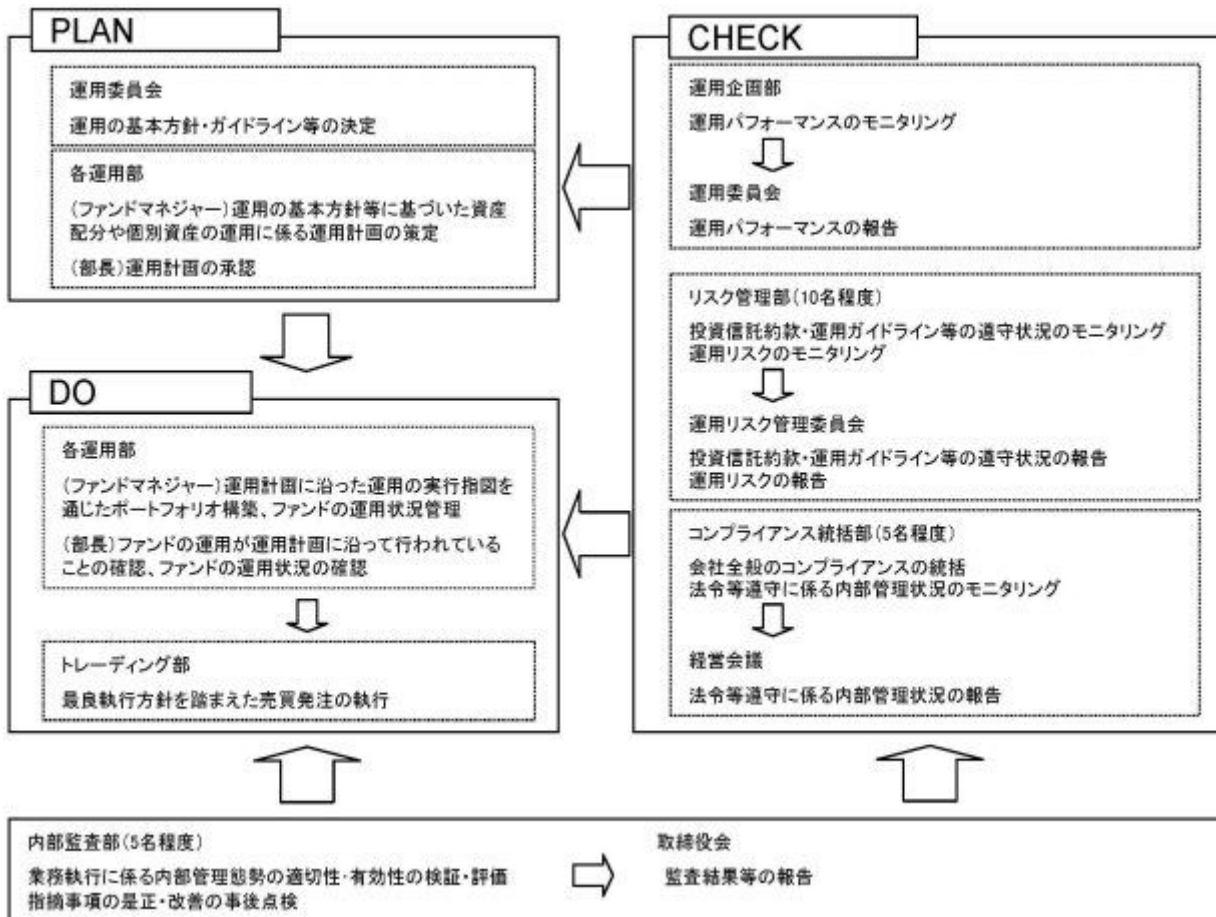 PLAN
運用委員会
運用の基本方針・ガイドライン等の決定
各運用部
(ファンドマネジャー)運用の基本方針等に基づいた資産
配分や個別資産の運用に係る運用計画の策定
(部長)運用計画の承認
DO
各運用部
(ファンドマネジャー)運用計画に沿った運用の実行指図を
通じたポートフォリオ構築、ファンドの運用状況管理
(部長)ファンドの運用が運用計画に沿って行われている
ことの確認、ファンドの運用状況の確認
トレーディング部
最良執行方針を踏まえた売買発注の執行
CHECK
運用企画部
運用パフォーマンスのモニタリング
運用委員会
運用パフォーマンスの報告
リスク管理部(10名程度)
投資信託約款・運用ガイドライン等の遵守状況のモニタリング
運用リスクのモニタリング
運用リスク管理委員会
投資信託約款・運用ガイドライン等の遵守状況の報告
運用リスクの報告
コンプライアンス統括部(5名程度)
会社全般のコンプライアンスの統括
法令等遵守に係る内部管理状況のモニタリング
経営会議
法令等遵守に係る内部管理状況の報告
内部監査部(5名程度)
業務執行に係る内部管理態勢の適切性・有効性の検証・評価
指摘事項の是正・改善の事後点検
取締役会
監査結果等の報告